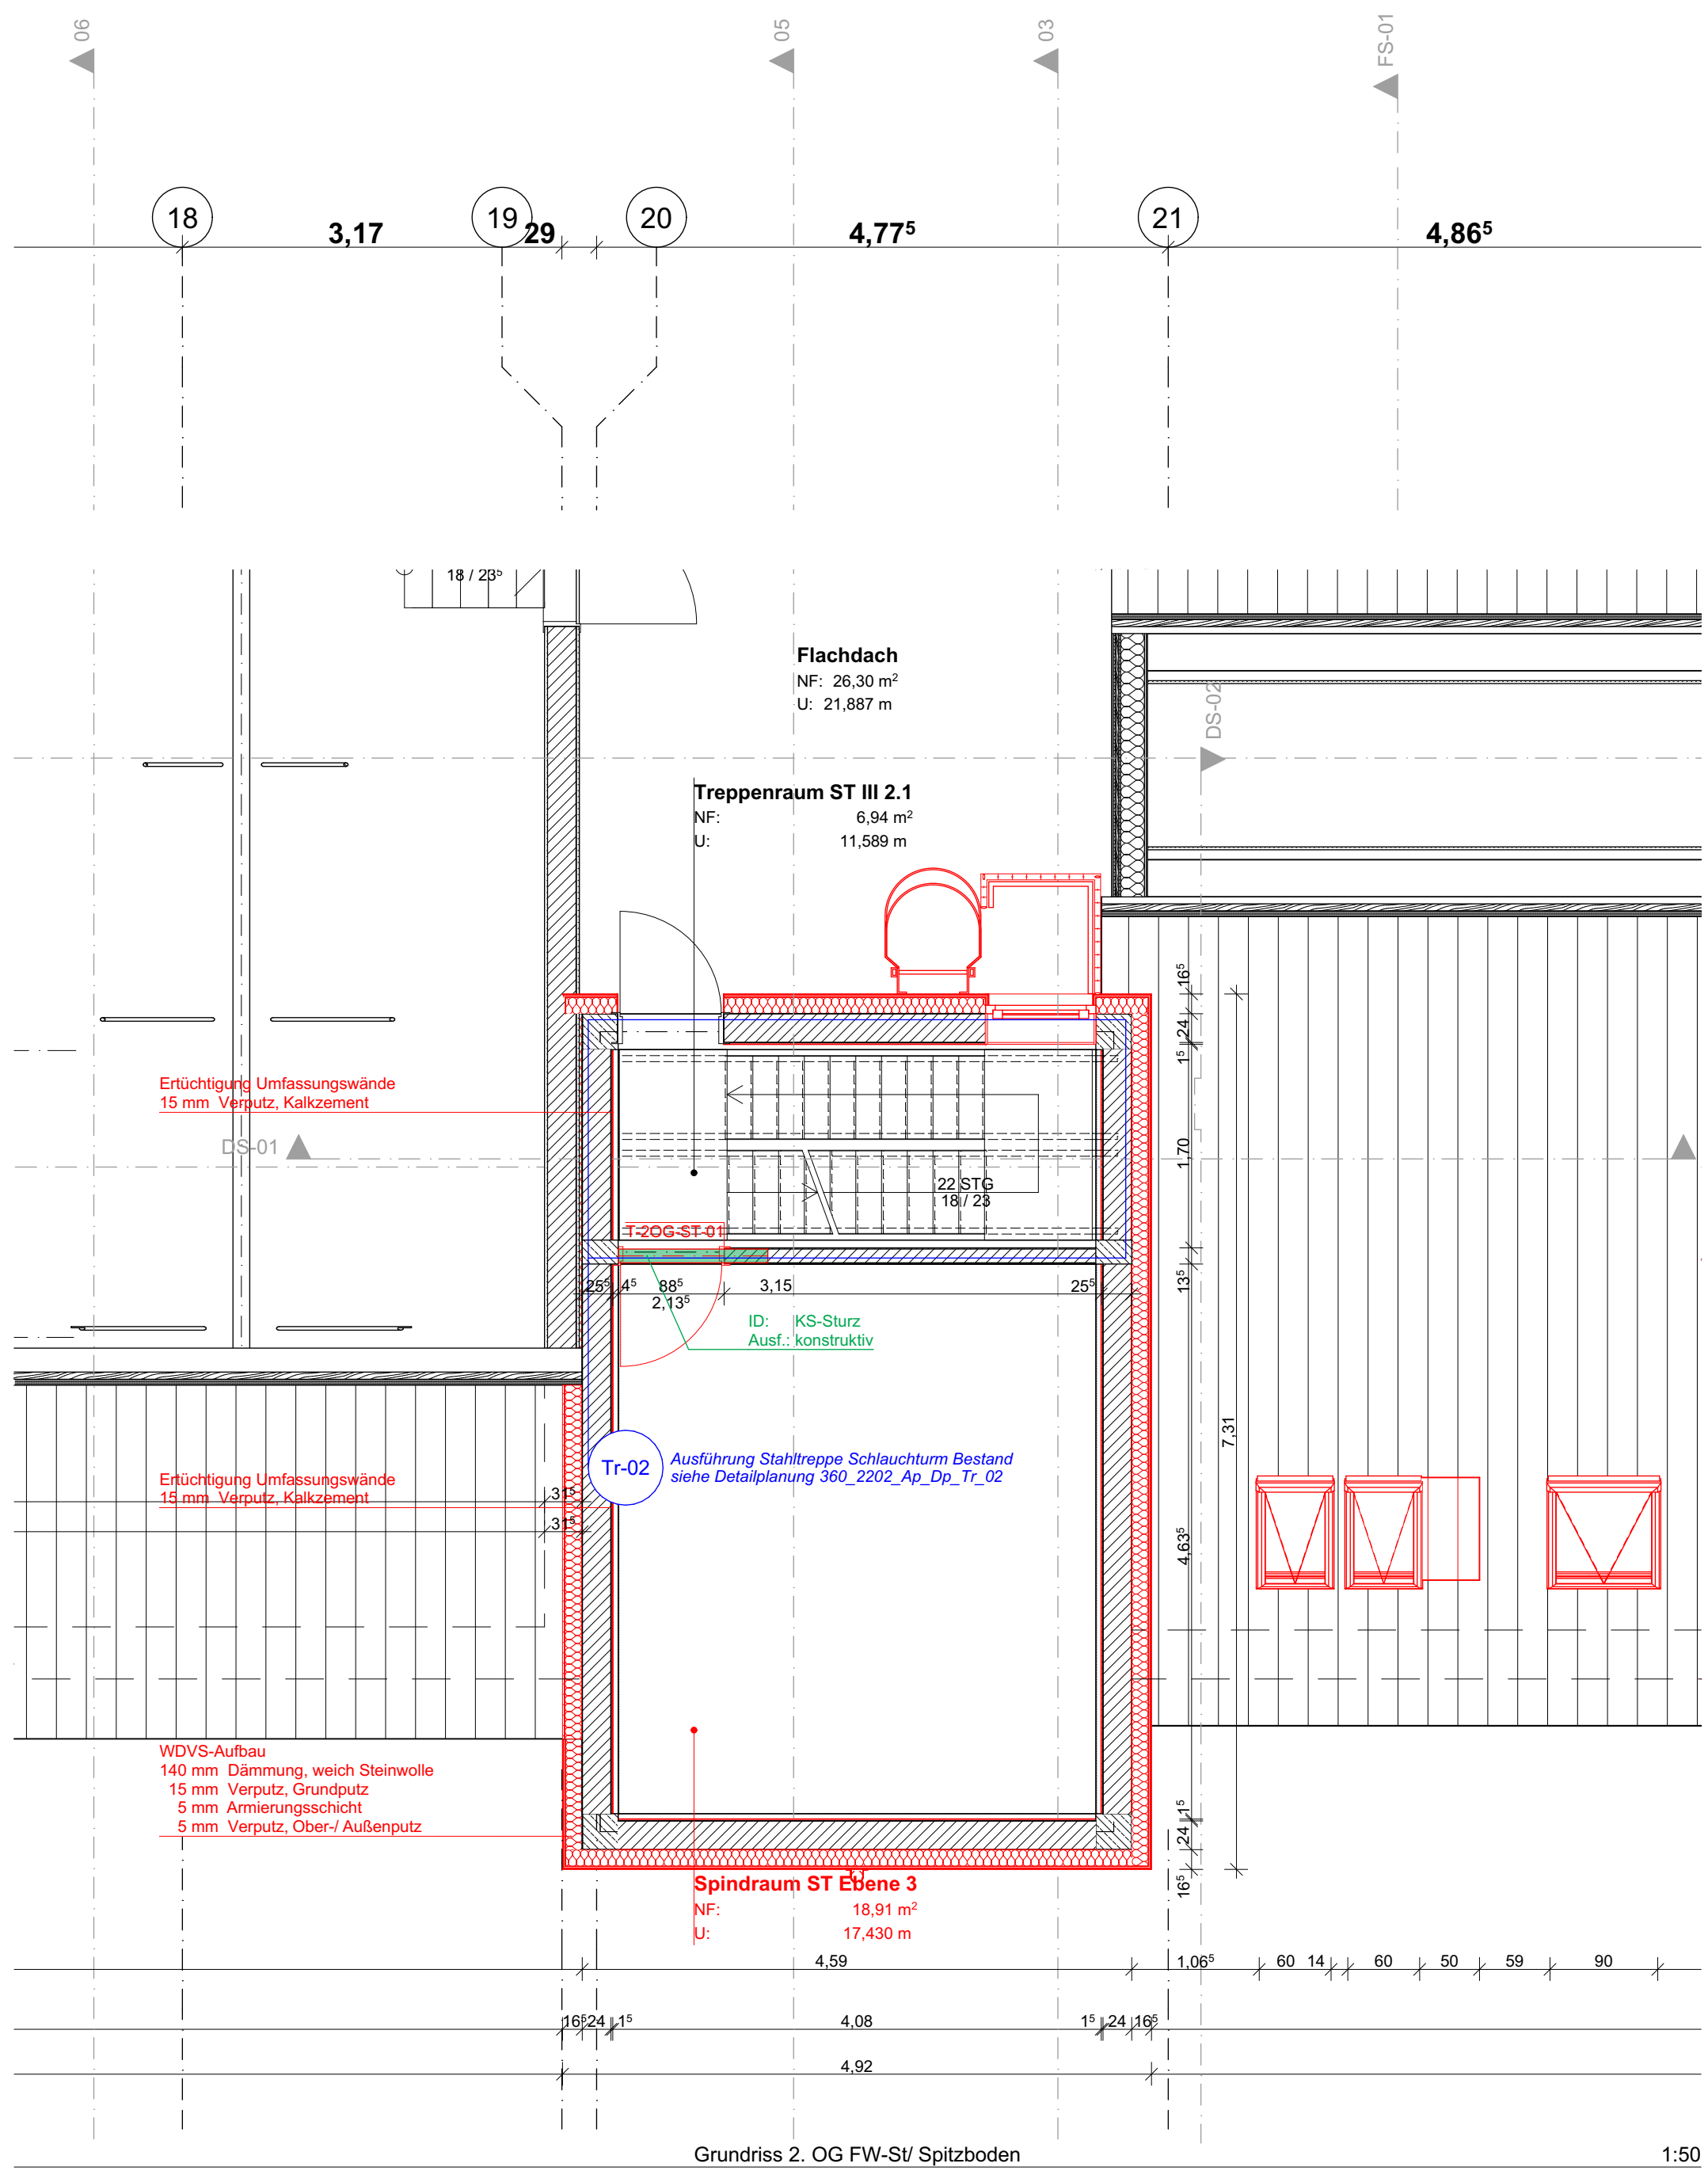 06
05
03
FS-01
18
3,17
19
29
20
4,77⁵
21
4,86⁵
18 / 23⁵
Flachdach
NF: 26,30 m²
U: 21,887 m
DS-02
Treppenraum ST III 2.1
NF: 6,94 m²
U: 11,589 m
16⁵
24
1⁵
Ertüchtigung Umfassungswände
15 mm Verputz, Kalkzement
DS-01
1,70
22 STG
18 / 23
T-2OG-ST-01
13⁵
25⁵ 4⁵ 88⁵ 3,15 25⁵
2,13⁵
ID: KS-Sturz
Ausf.: konstruktiv
7,31
Tr-02
Ausführung Stahltreppe Schlauchturm Bestand
siehe Detailplanung 360_2202_Ap_Dp_Tr_02
Ertüchtigung Umfassungswände
15 mm Verputz, Kalkzement
31⁵
31⁵
4,63⁵
WDVS-Aufbau
140 mm Dämmung, weich Steinwolle
15 mm Verputz, Grundputz
5 mm Armierungsschicht
5 mm Verputz, Ober-/ Außenputz
1⁵
24
16⁵
Spindraum ST Ebene 3
NF: 18,91 m²
U: 17,430 m
4,59 1,06⁵ 60 14 60 50 59 90
16⁵ 24 1⁵ 4,08 1⁵ 24 16⁵
4,92
Grundriss 2. OG FW-St/ Spitzboden 1:50